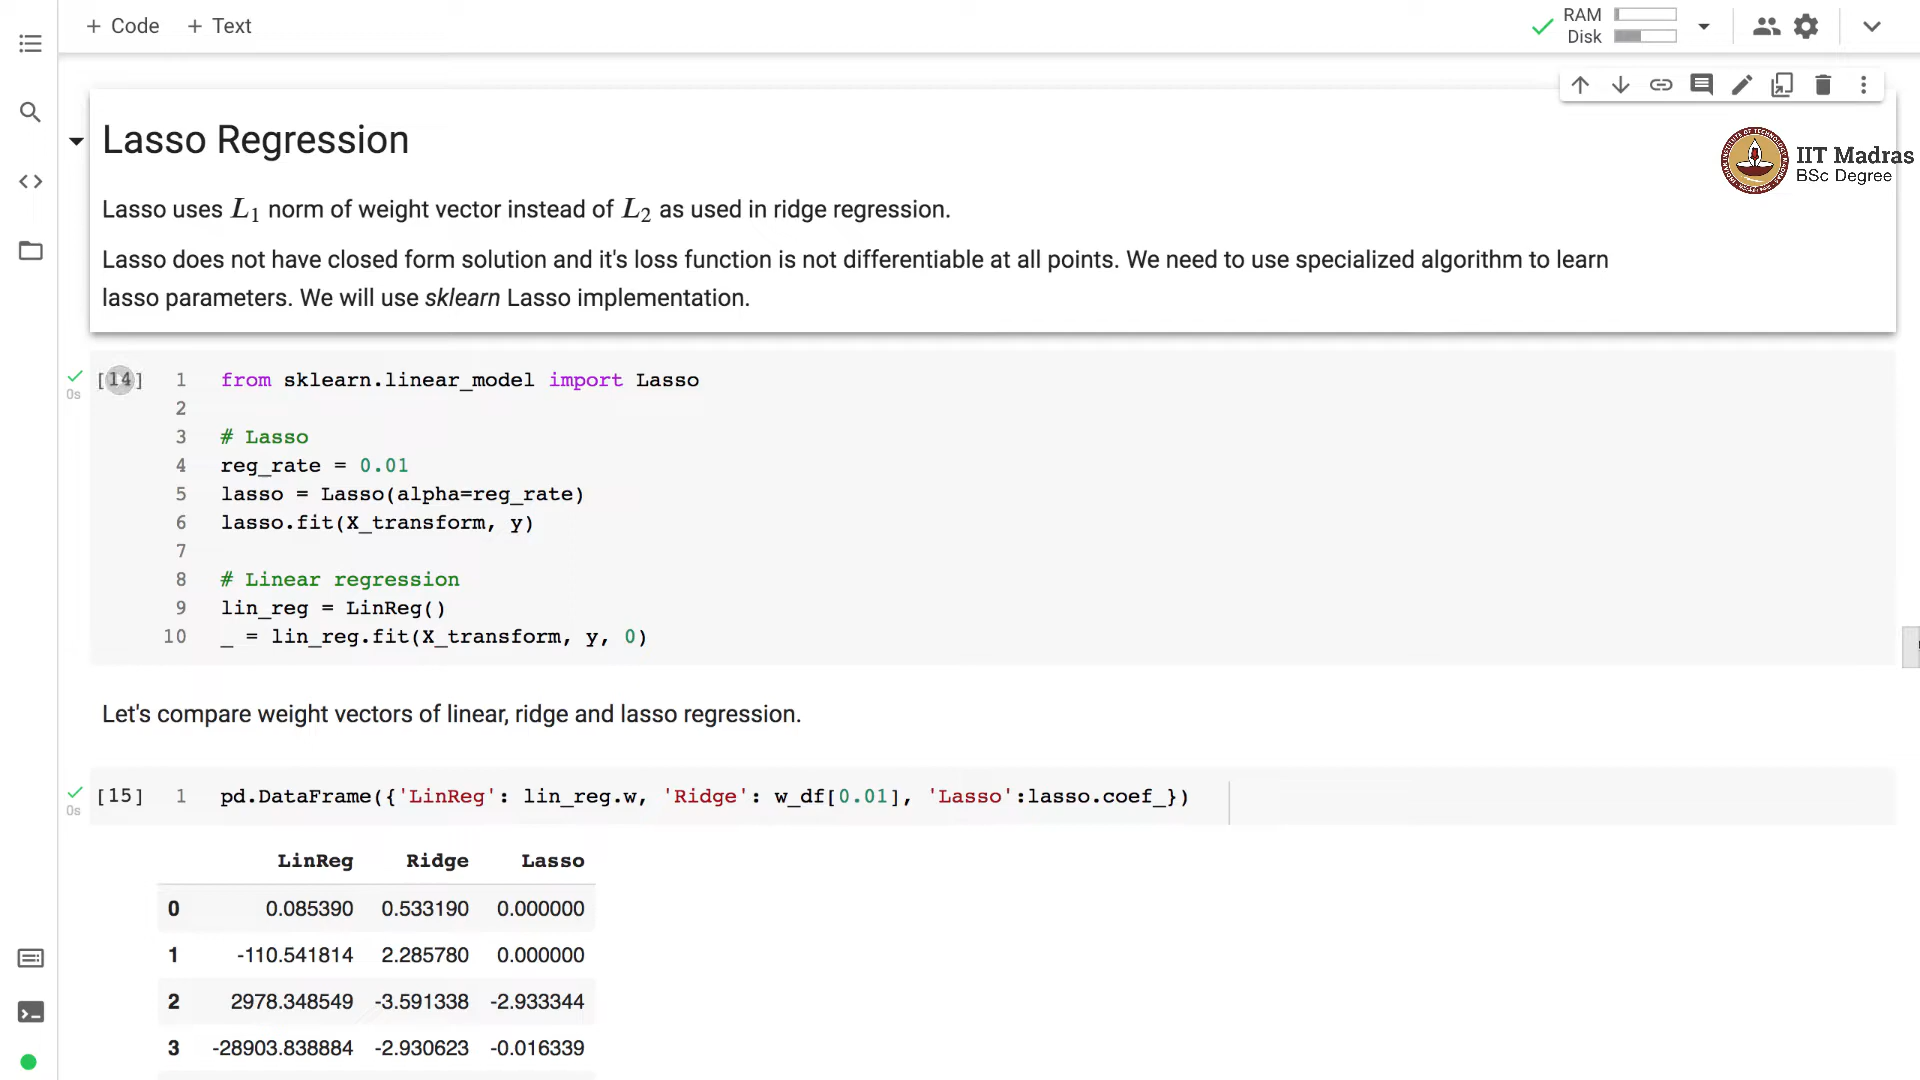 + Code + Text
RAM
Disk
Lasso Regression
IIT Madras
BSc Degree
Lasso uses L1 norm of weight vector instead of L2 as used in ridge regression.
Lasso does not have closed form solution and it's loss function is not differentiable at all points. We need to use specialized algorithm to learn
lasso parameters. We will use sklearn Lasso implementation.
0s [14] 1 from sklearn.linear_model import Lasso
2
3 # Lasso
4 reg_rate = 0.01
5 lasso = Lasso(alpha=reg_rate)
6 lasso.fit(X_transform, y)
7
8 # Linear regression
9 lin_reg = LinReg()
10 _ = lin_reg.fit(X_transform, y, 0)
Let's compare weight vectors of linear, ridge and lasso regression.
0s [15] 1 pd.DataFrame({'LinReg': lin_reg.w, 'Ridge': w_df[0.01], 'Lasso':lasso.coef_})
LinReg Ridge Lasso
0 0.085390 0.533190 0.000000
1 -110.541814 2.285780 0.000000
2 2978.348549 -3.591338 -2.933344
3 -28903.838884 -2.930623 -0.016339